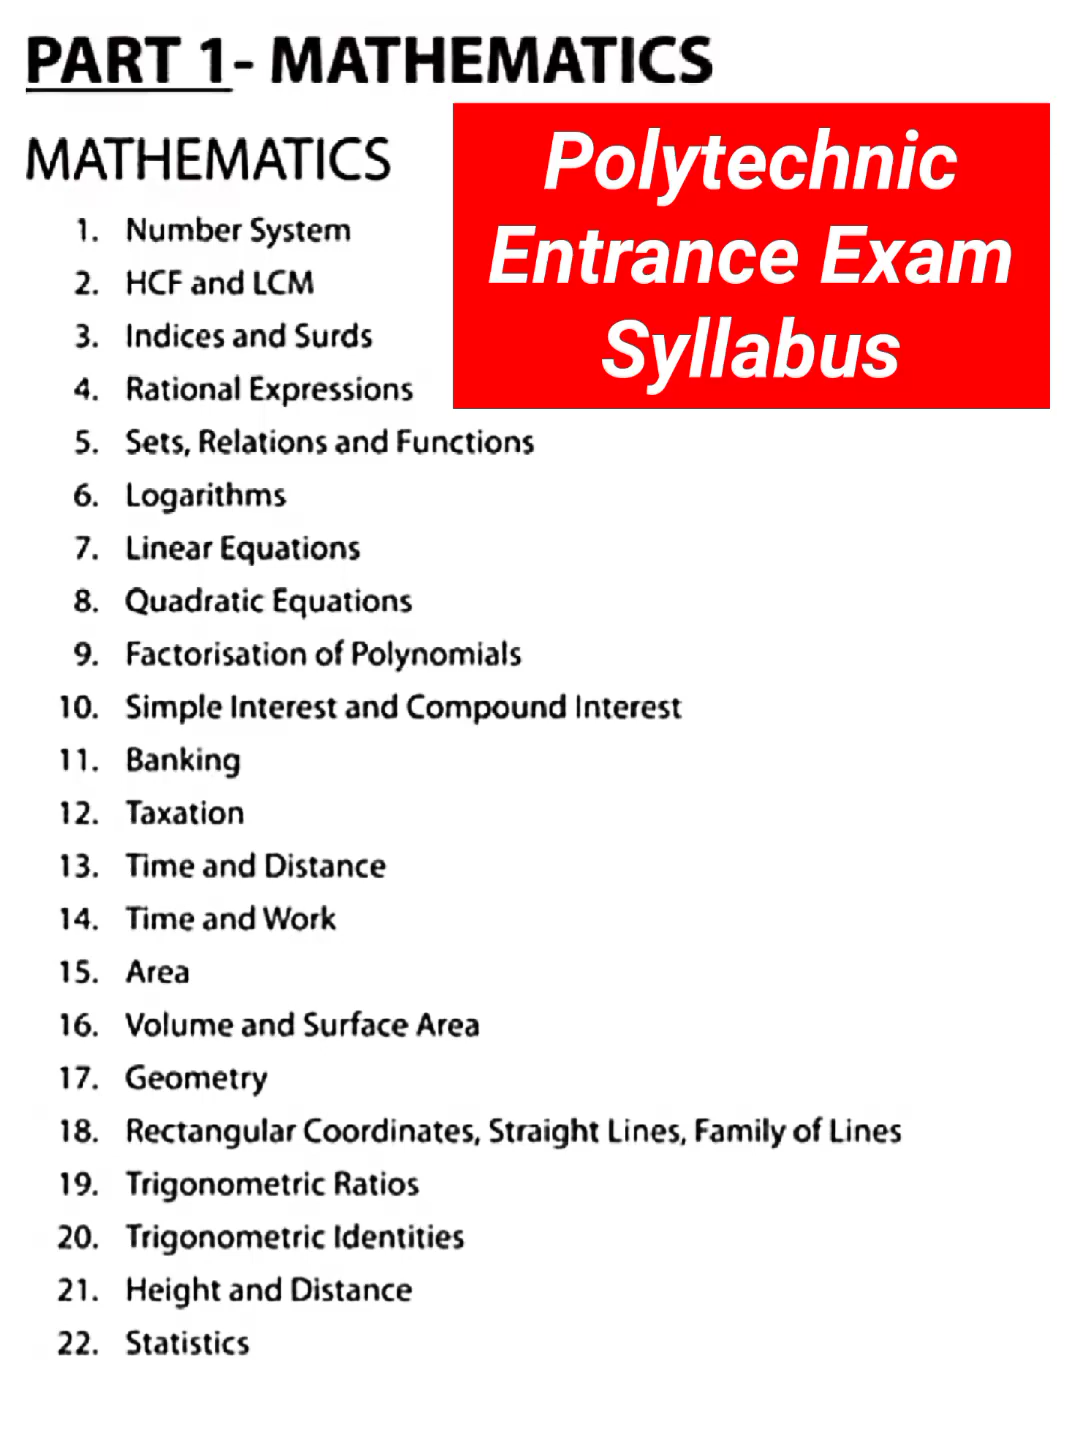 PART 1- MATHEMATICS
MATHEMATICS
Polytechnic
Entrance Exam
Syllabus
1. Number System
2. HCF and LCM
3. Indices and Surds
4. Rational Expressions
5. Sets, Relations and Functions
6. Logarithms
7. Linear Equations
8. Quadratic Equations
9. Factorisation of Polynomials
10. Simple Interest and Compound Interest
11. Banking
12. Taxation
13. Time and Distance
14. Time and Work
15. Area
16. Volume and Surface Area
17. Geometry
18. Rectangular Coordinates, Straight Lines, Family of Lines
19. Trigonometric Ratios
20. Trigonometric Identities
21. Height and Distance
22. Statistics